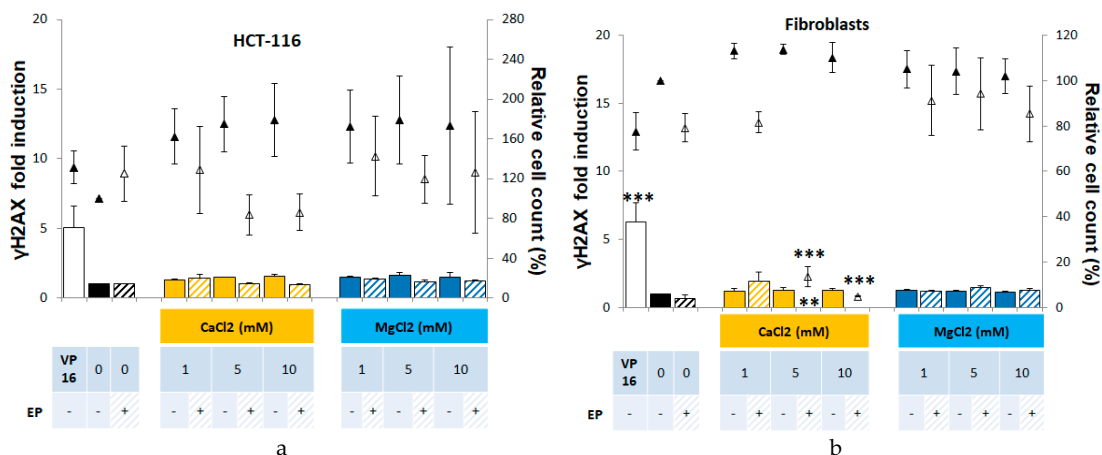 HCT-116
γH2AX fold induction
20
15
10
5
0
280
240
200
160
120
80
40
0
Relative cell count (%)
CaCl2 (mM) MgCl2 (mM)
VP 16 0 0 1 5 10 1 5 10
EP - - + - + - + - + - + - + - +
a
Fibroblasts
γH2AX fold induction
20
15
10
5
0
120
100
80
60
40
20
0
Relative cell count (%)
***
***
**
***
CaCl2 (mM) MgCl2 (mM)
VP 16 0 0 1 5 10 1 5 10
EP - - + - + - + - + - + - + - +
b